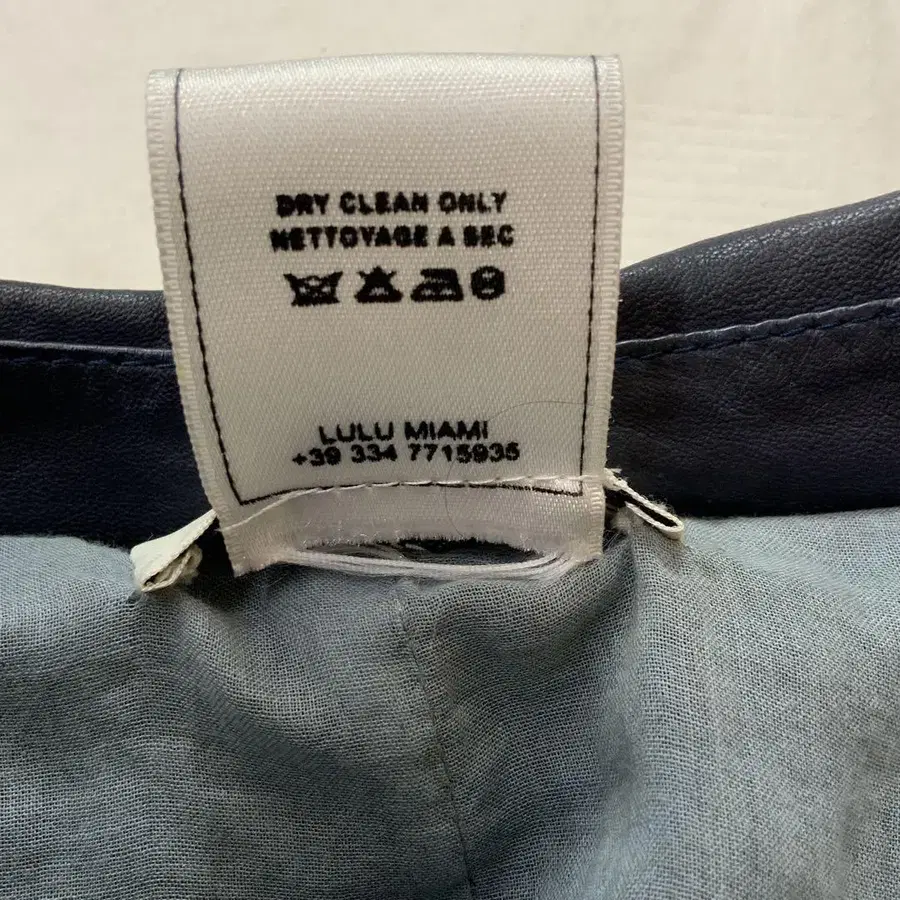 DRY CLEAN ONLY
NETTOYAGE A SEC
LULU MIAMI
+39 334 7715935